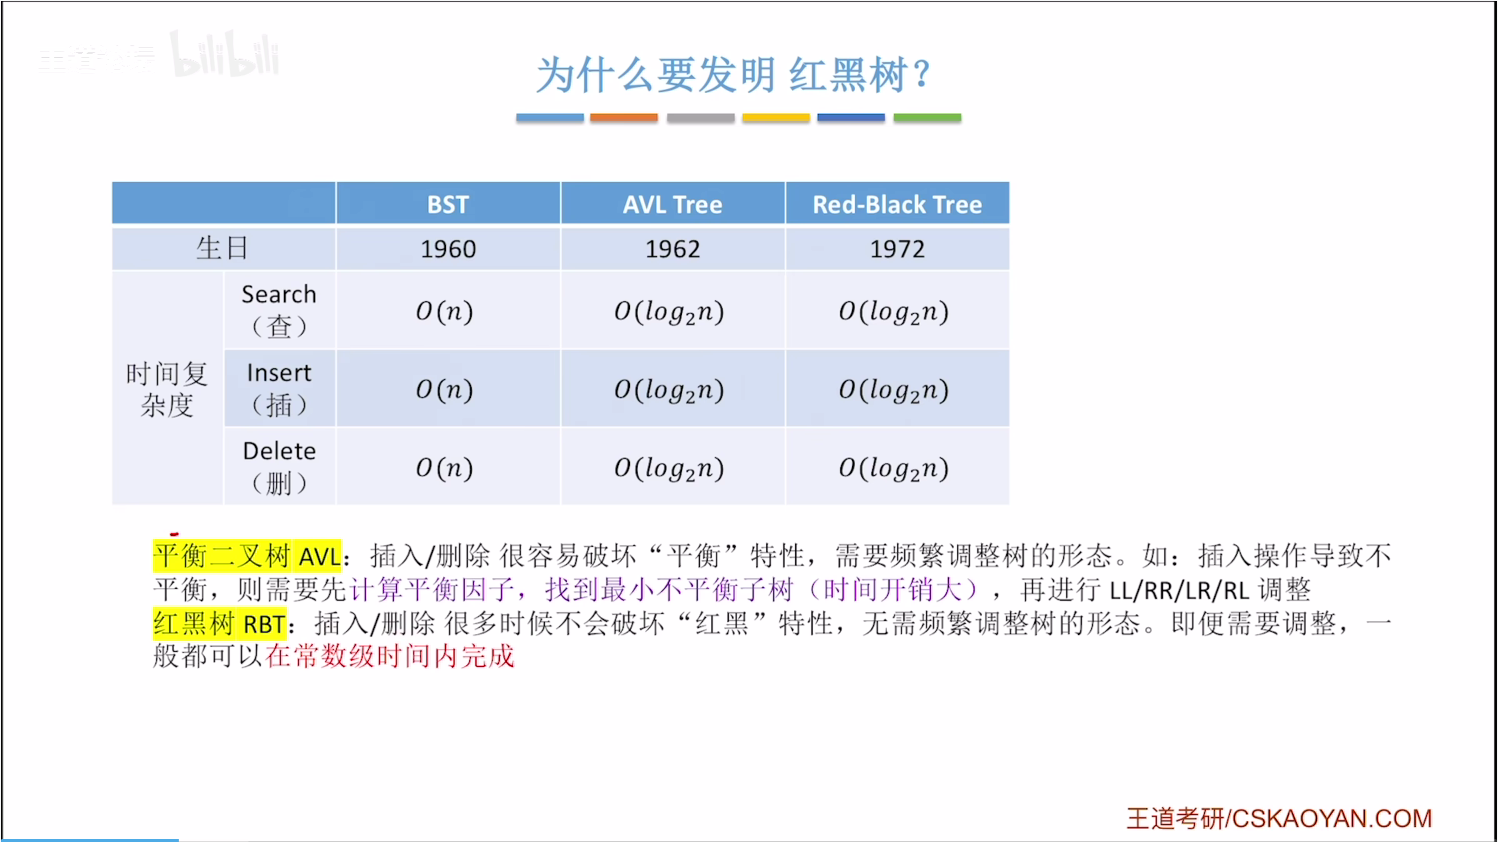 bilibili
为什么要发明 红黑树？
BST
AVL Tree
Red-Black Tree
生日
1960
1962
1972
时间复
杂度
Search
（查）
O(n)
O(log₂n)
O(log₂n)
Insert
（插）
O(n)
O(log₂n)
O(log₂n)
Delete
（删）
O(n)
O(log₂n)
O(log₂n)
平衡二叉树 AVL：插入/删除 很容易破坏“平衡”特性，需要频繁调整树的形态。如：插入操作导致不
平衡，则需要先计算平衡因子，找到最小不平衡子树（时间开销大），再进行 LL/RR/LR/RL 调整
红黑树 RBT：插入/删除 很多时候不会破坏“红黑”特性，无需频繁调整树的形态。即便需要调整，一
般都可以在常数级时间内完成
王道考研/CSKAOYAN.COM